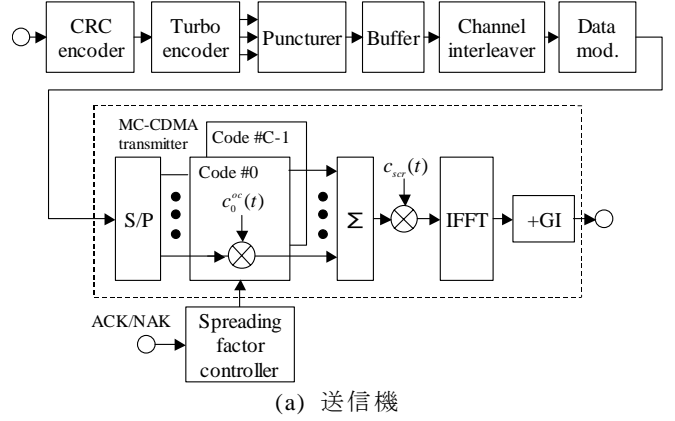 CRC encoder
Turbo encoder
Puncturer
Buffer
Channel interleaver
Data mod.
MC-CDMA transmitter
S/P
Code #C-1
Code #0
c_0^{oc}(t)
Σ
c_{scr}(t)
IFFT
+GI
ACK/NAK
Spreading factor controller
(a) 送信機